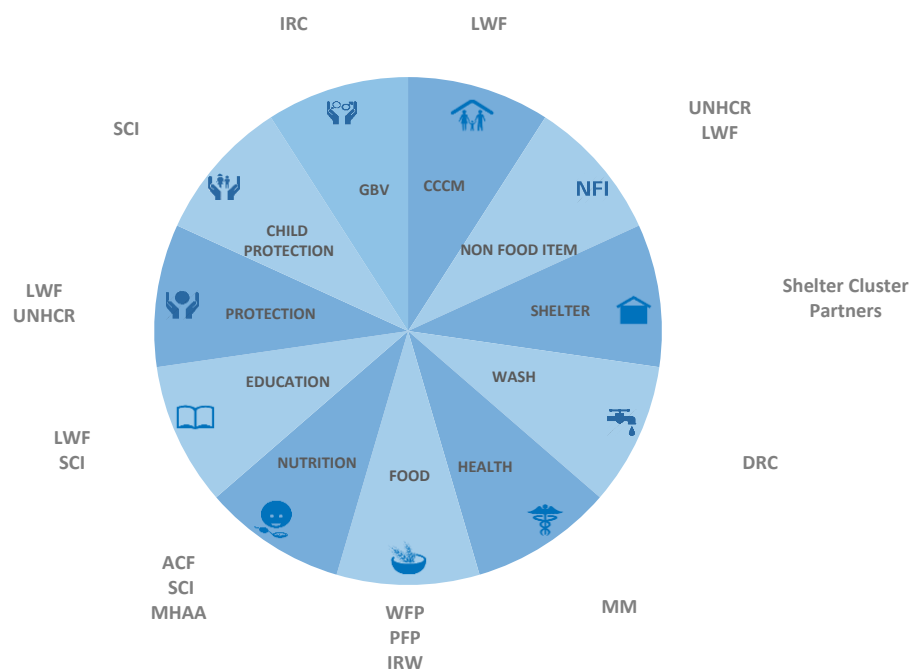 IRC
LWF
SCI
UNHCR
LWF
GBV
CCCM
NFI
CHILD
PROTECTION
NON FOOD ITEM
LWF
UNHCR
PROTECTION
SHELTER
Shelter Cluster
Partners
EDUCATION
WASH
LWF
SCI
NUTRITION
FOOD
HEALTH
DRC
ACF
SCI
MHAA
WFP
PFP
IRW
MM